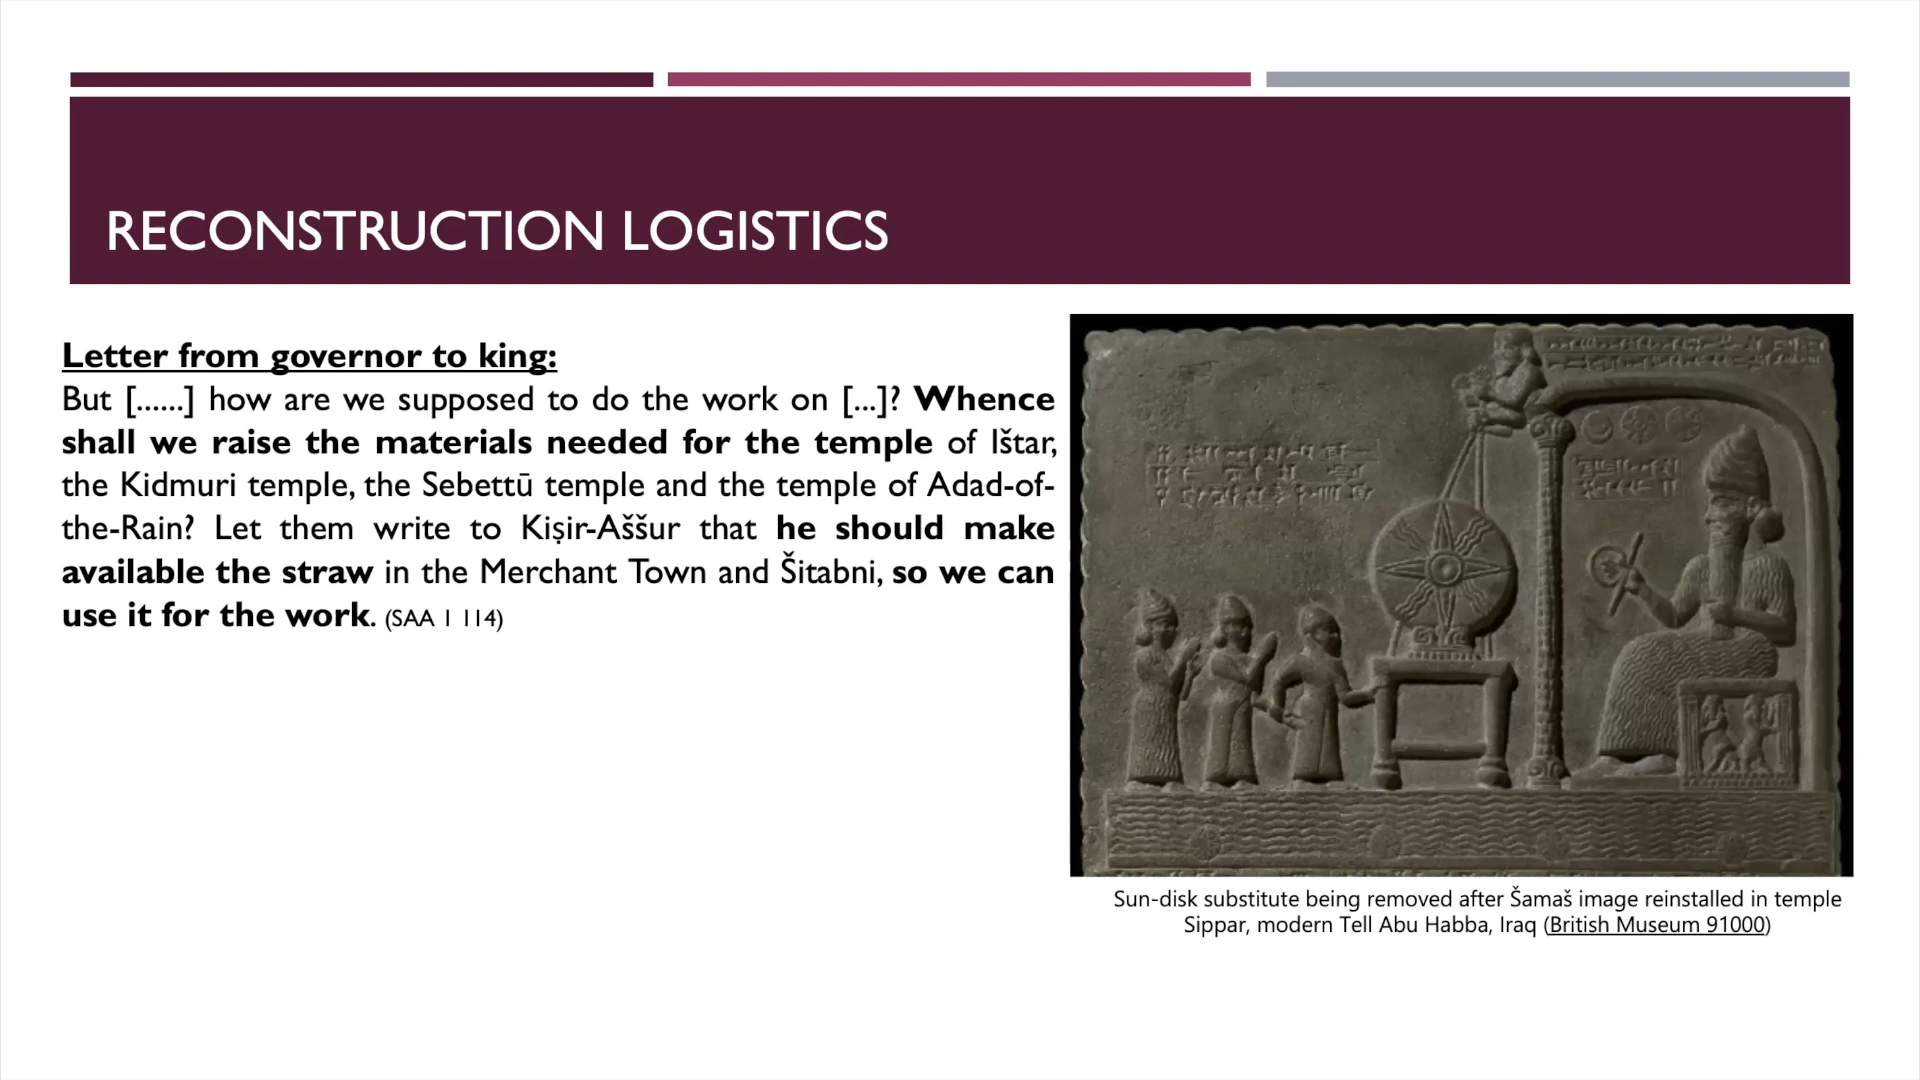 RECONSTRUCTION LOGISTICS
Letter from governor to king:
But [......] how are we supposed to do the work on [...]? Whence
shall we raise the materials needed for the temple of Ištar,
the Kidmuri temple, the Sebettū temple and the temple of Adad-of-
the-Rain? Let them write to Kiṣir-Aššur that he should make
available the straw in the Merchant Town and Šitabni, so we can
use it for the work. (SAA 1 114)
Sun-disk substitute being removed after Šamaš image reinstalled in temple
Sippar, modern Tell Abu Habba, Iraq (British Museum 91000)